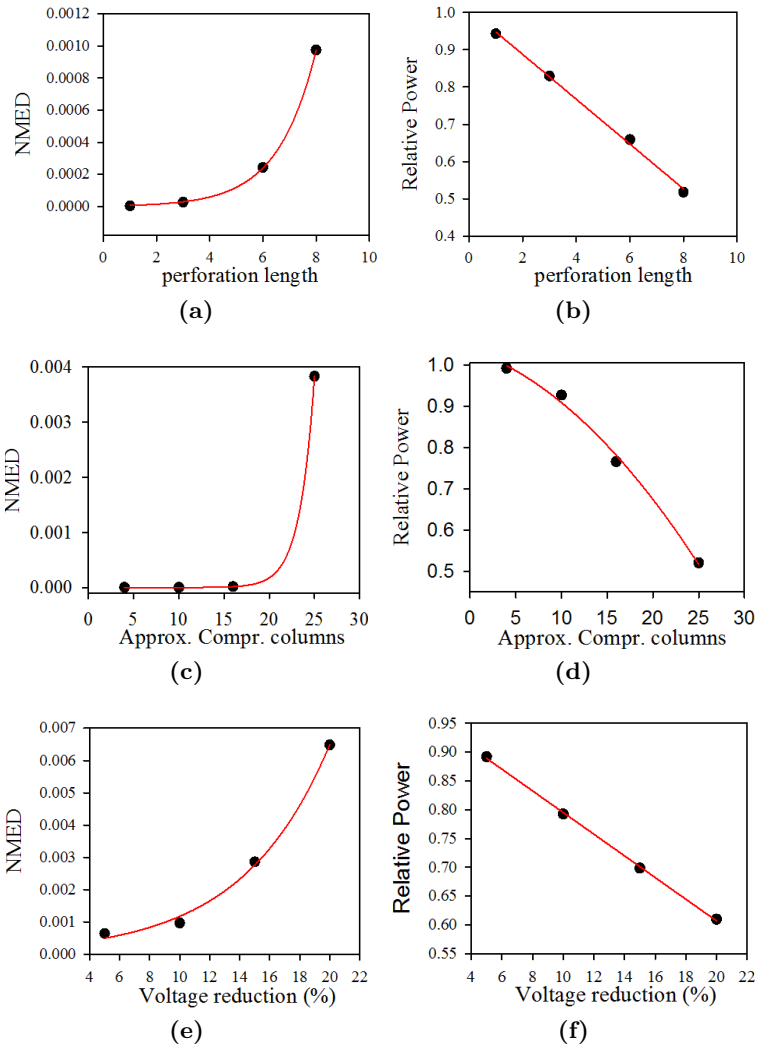 NMED
0.0012
0.0010
0.0008
0.0006
0.0004
0.0002
0.0000
0 2 4 6 8 10
perforation length
(a)
Relative Power
1.0
0.9
0.8
0.7
0.6
0.5
0.4
0 2 4 6 8 10
perforation length
(b)
NMED
0.004
0.003
0.002
0.001
0.000
0 5 10 15 20 25 30
Approx. Compr. columns
(c)
Relative Power
1.0
0.9
0.8
0.7
0.6
0.5
0 5 10 15 20 25 30
Approx. Compr. columns
(d)
NMED
0.007
0.006
0.005
0.004
0.003
0.002
0.001
0.000
4 6 8 10 12 14 16 18 20 22
Voltage reduction (%)
(e)
Relative Power
0.95
0.90
0.85
0.80
0.75
0.70
0.65
0.60
0.55
4 6 8 10 12 14 16 18 20 22
Voltage reduction (%)
(f)